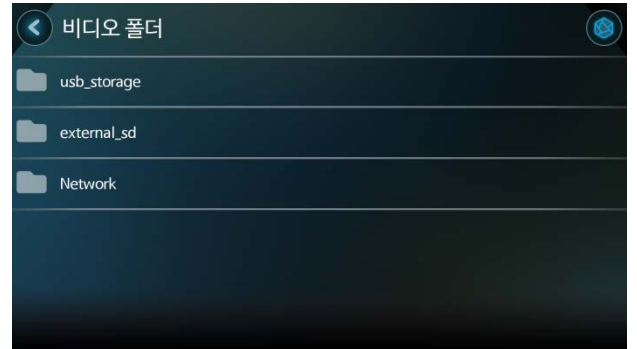 비디오 폴더
usb_storage
external_sd
Network